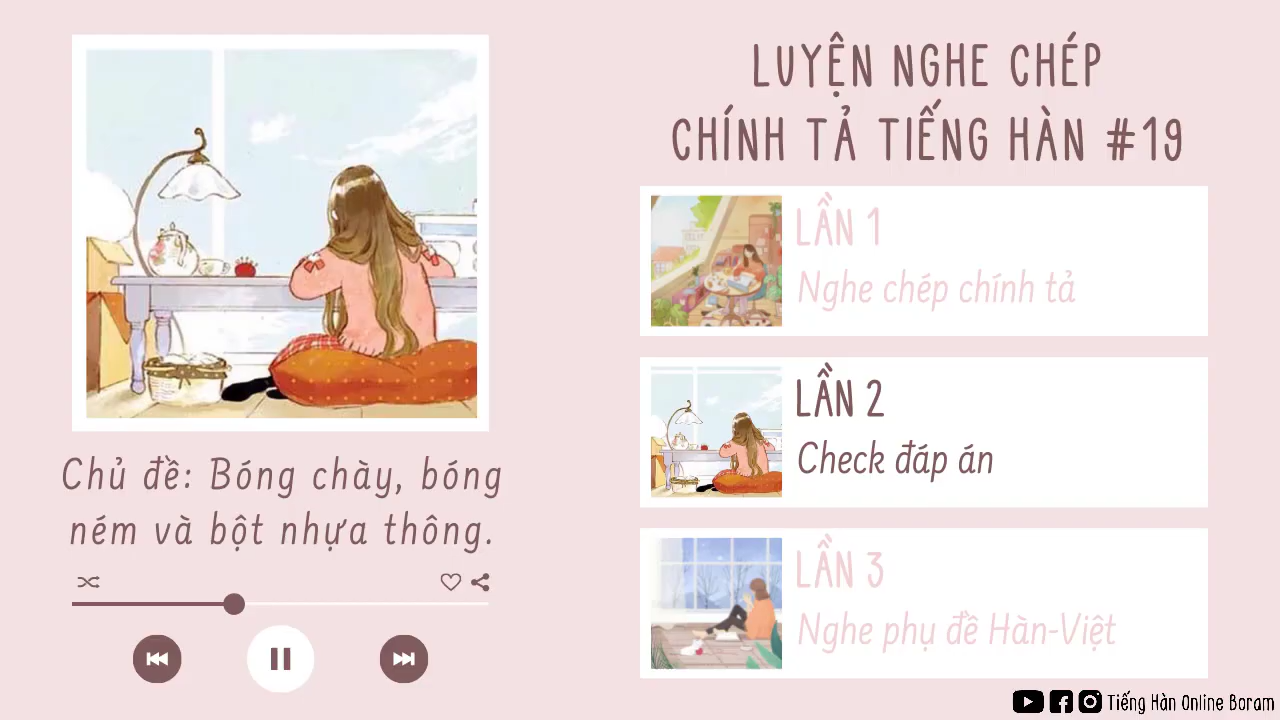 LUYỆN NGHE CHÉP
CHÍNH TẢ TIẾNG HÀN #19
LẦN 1
Nghe chép chính tả
LẦN 2
Check đáp án
LẦN 3
Nghe phụ đề Hàn-Việt
Chủ đề: Bóng chày, bóng
ném và bột nhựa thông.
Tiếng Hàn Online Boram